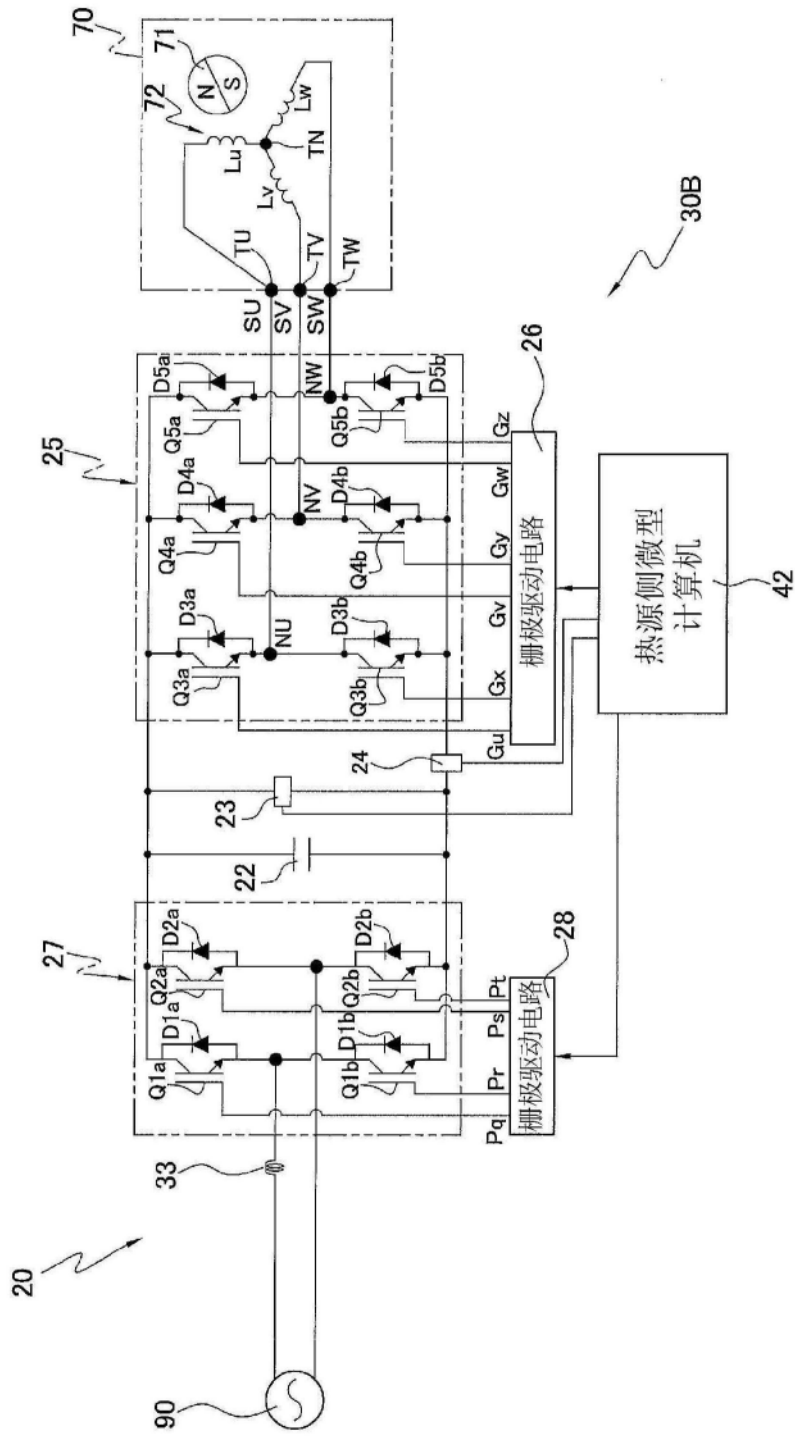 20
90
33
27
Q1a
D1a
Q2a
D2a
Q1b
D1b
Q2b
D2b
Pq
Pr
Ps
Pt
栅极驱动电路
28
22
23
24
25
Q3a
D3a
Q4a
D4a
Q5a
D5a
NU
NV
NW
Q3b
D3b
Q4b
D4b
Q5b
D5b
Gu
Gx
Gv
Gy
Gw
Gz
栅极驱动电路
26
热源侧微型
计算机
42
SU
SV
SW
TU
TV
TW
70
72
71
N
S
Lu
Lv
Lw
TN
30B